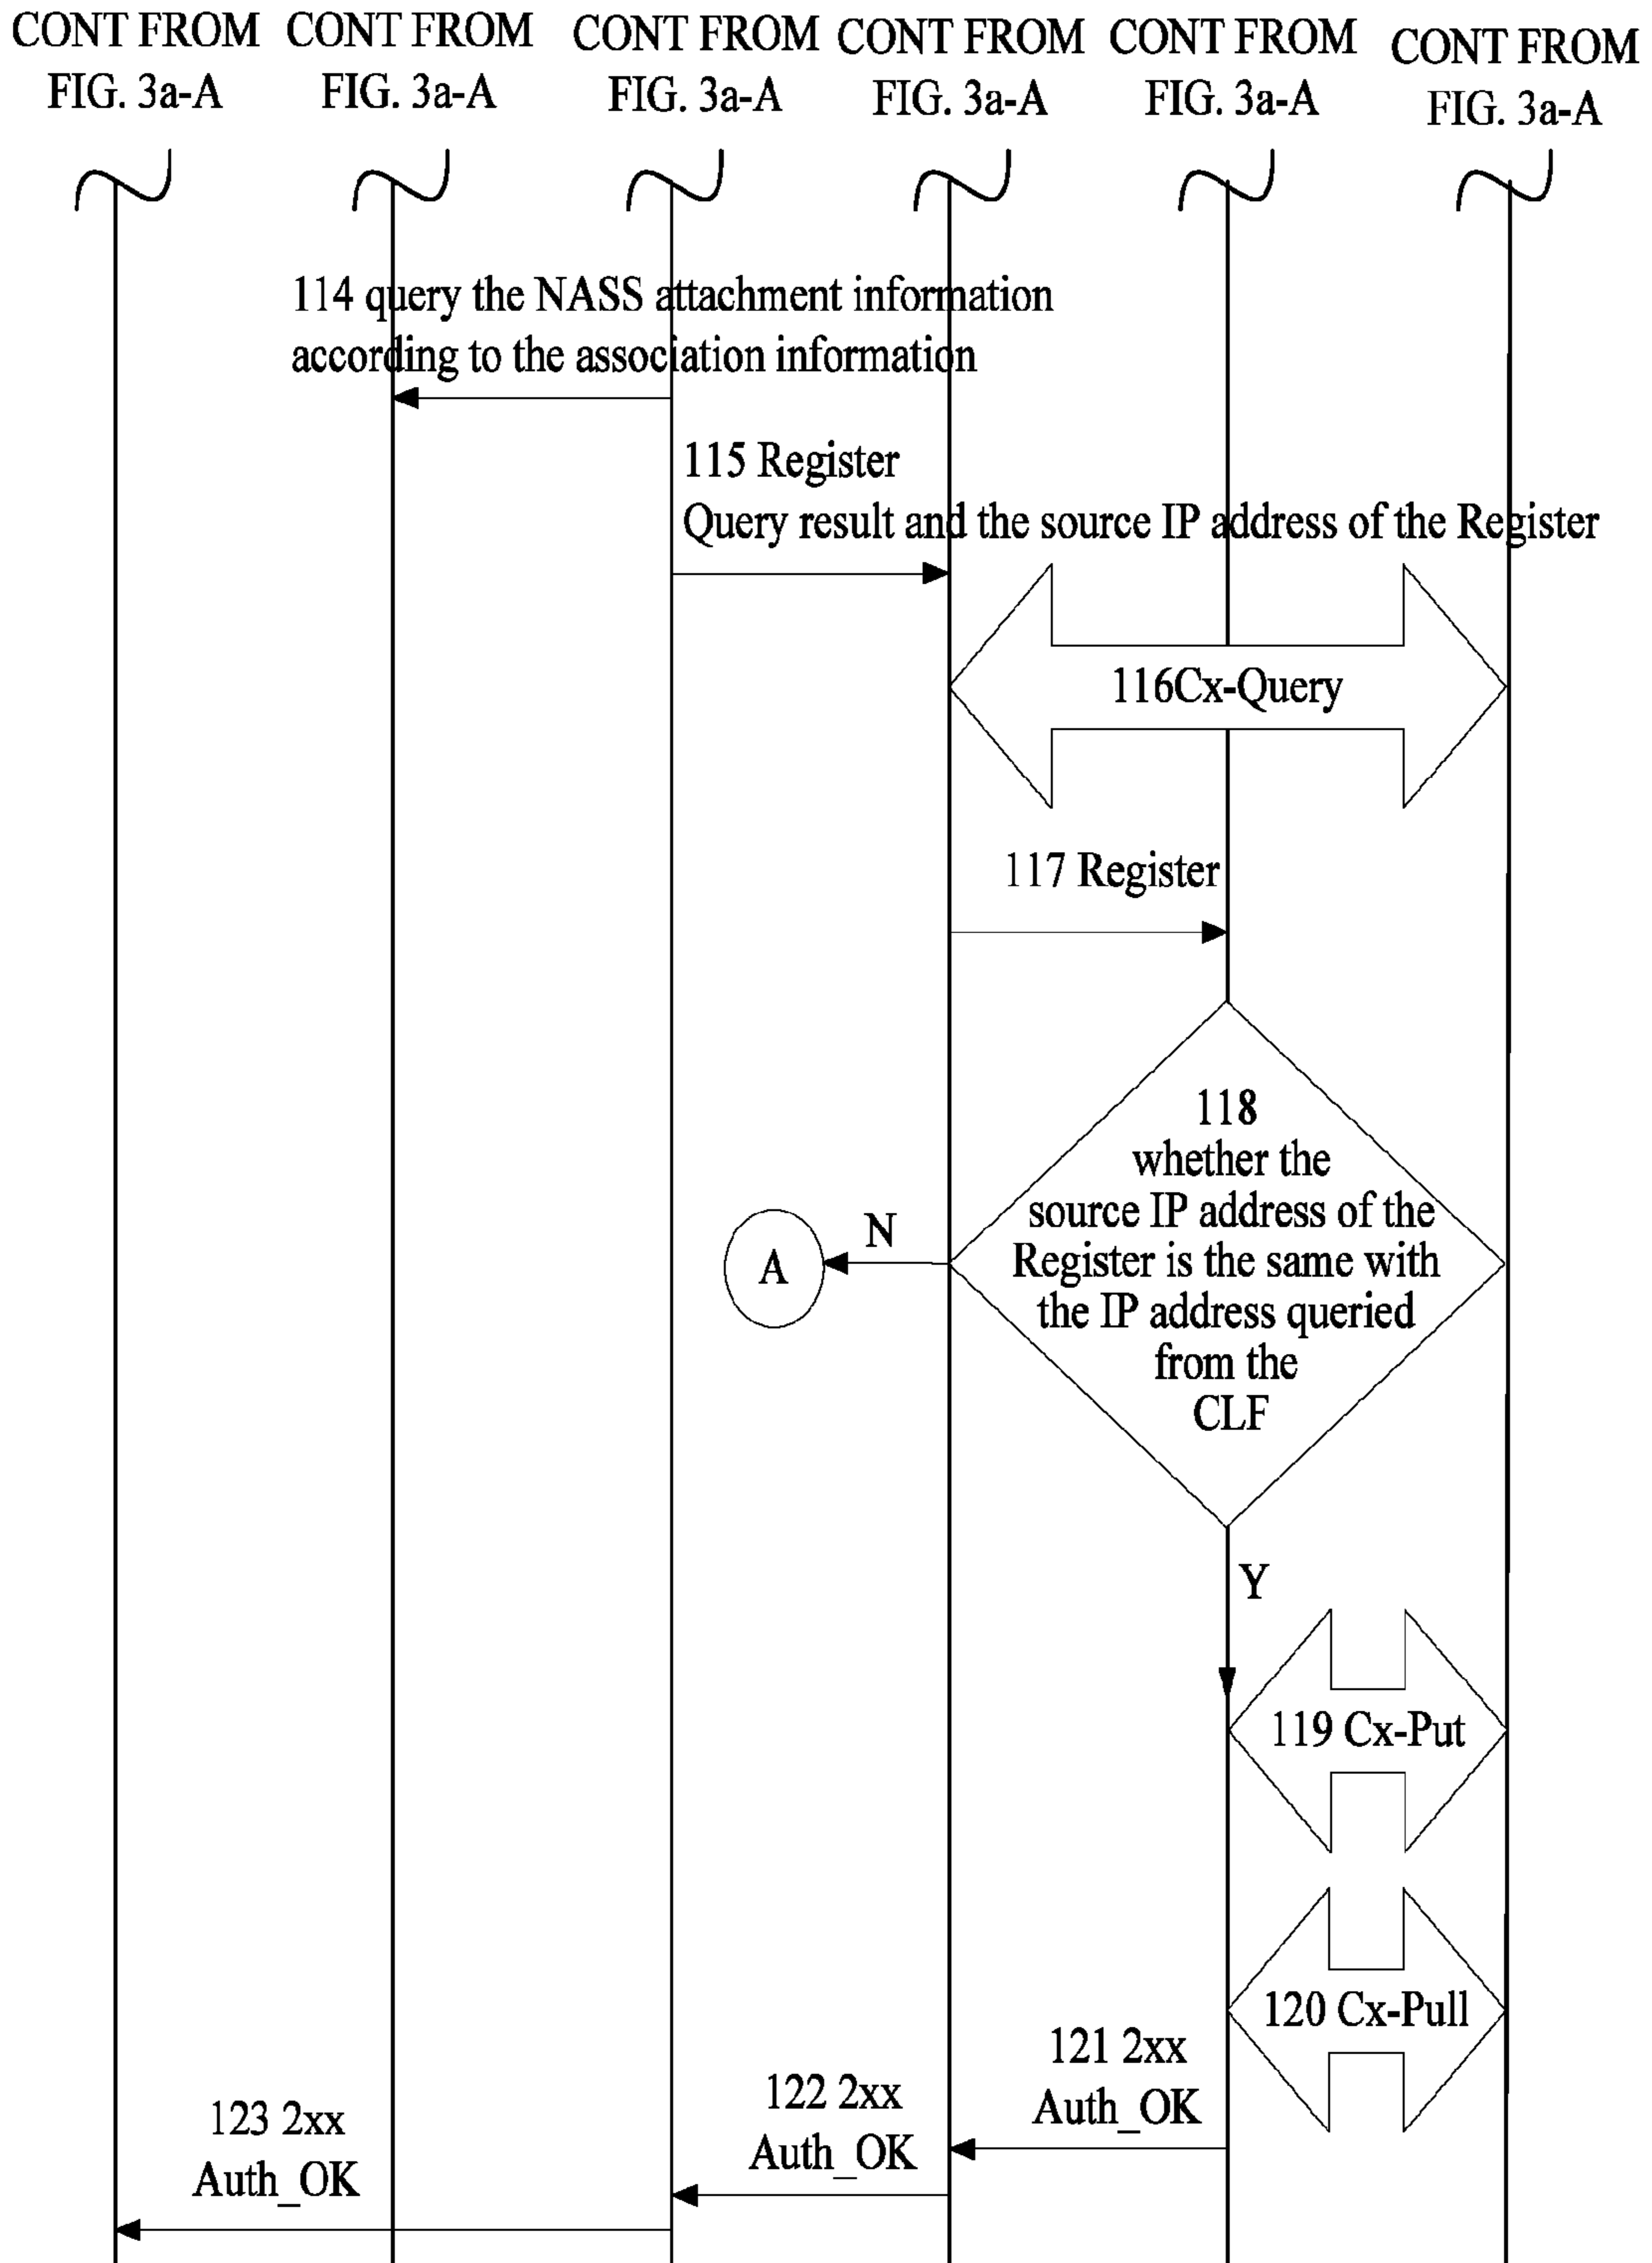 CONT FROM
FIG. 3a-A
CONT FROM
FIG. 3a-A
CONT FROM
FIG. 3a-A
CONT FROM
FIG. 3a-A
CONT FROM
FIG. 3a-A
CONT FROM
FIG. 3a-A
114 query the NASS attachment information
according to the association information
115 Register
Query result and the source IP address of the Register
116Cx-Query
117 Register
118
whether the
source IP address of the
Register is the same with
the IP address queried
from the
CLF
N
A
Y
119 Cx-Put
120 Cx-Pull
121 2xx
Auth_OK
122 2xx
Auth_OK
123 2xx
Auth_OK